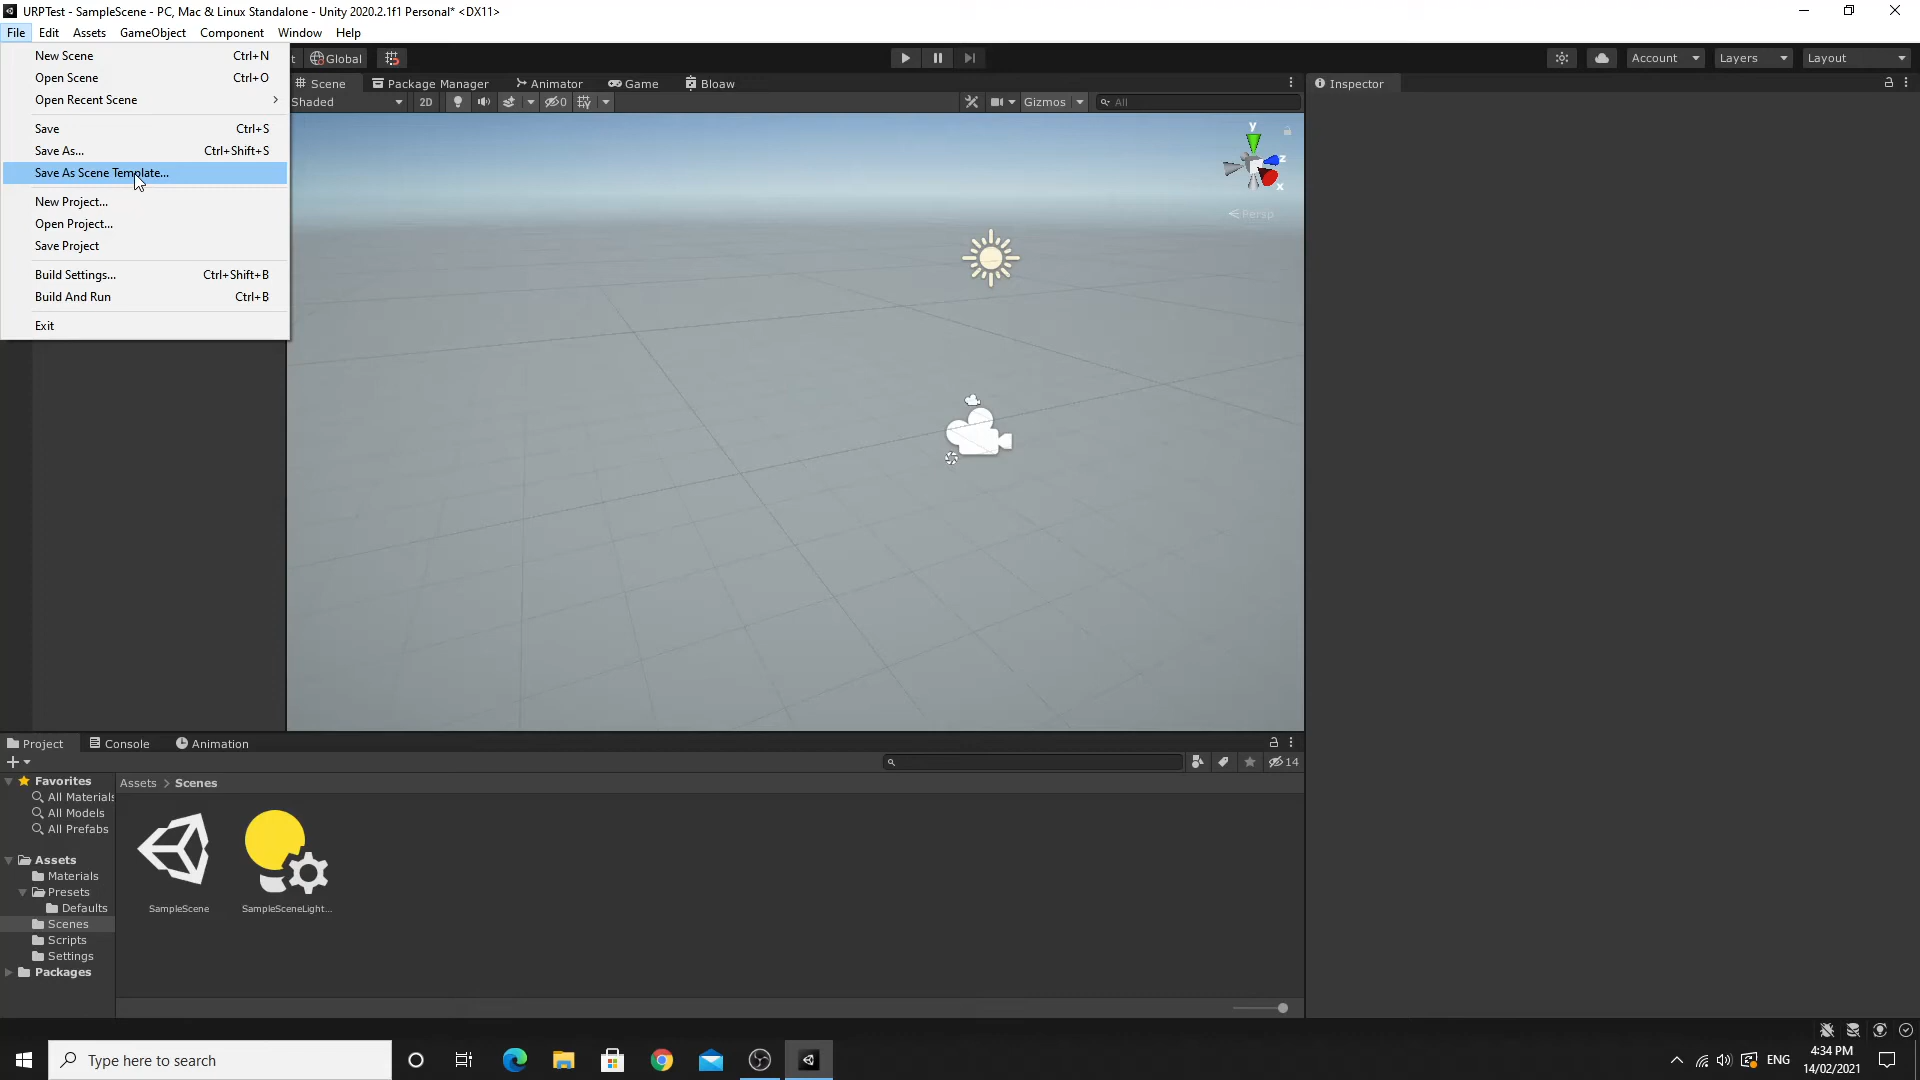 URPTest - SampleScene - PC, Mac & Linux Standalone - Unity 2020.2.1f1 Personal* <DX11>
File Edit Assets GameObject Component Window Help
New Scene Ctrl+N
Open Scene Ctrl+O
Open Recent Scene
Save Ctrl+S
Save As... Ctrl+Shift+S
Save As Scene Template...
New Project...
Open Project...
Save Project
Build Settings... Ctrl+Shift+B
Build And Run Ctrl+B
Exit
t Global
Account Layers Layout
Scene Package Manager Animator Game Bloaw
Inspector
Shaded 2D 0 Gizmos All
y
z
x
Persp
Project Console Animation
14
Favorites
All Materials
All Models
All Prefabs
Assets
Materials
Presets
Defaults
Scenes
Scripts
Settings
Packages
Assets > Scenes
SampleScene SampleSceneLight...
Type here to search
ENG
4:34 PM
14/02/2021